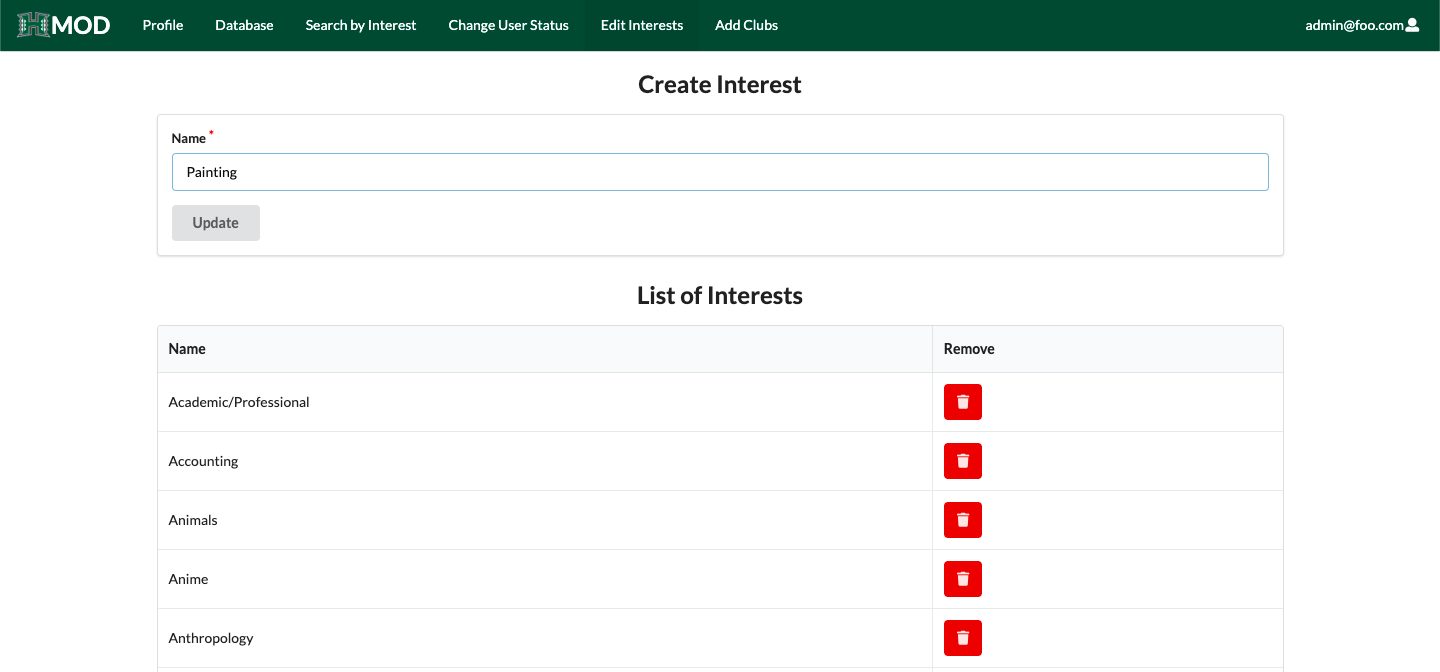 HMOD Profile Database Search by Interest Change User Status Edit Interests Add Clubs admin@foo.com
Create Interest
Name *
Painting
Update
List of Interests
Name Remove
Academic/Professional
Accounting
Animals
Anime
Anthropology